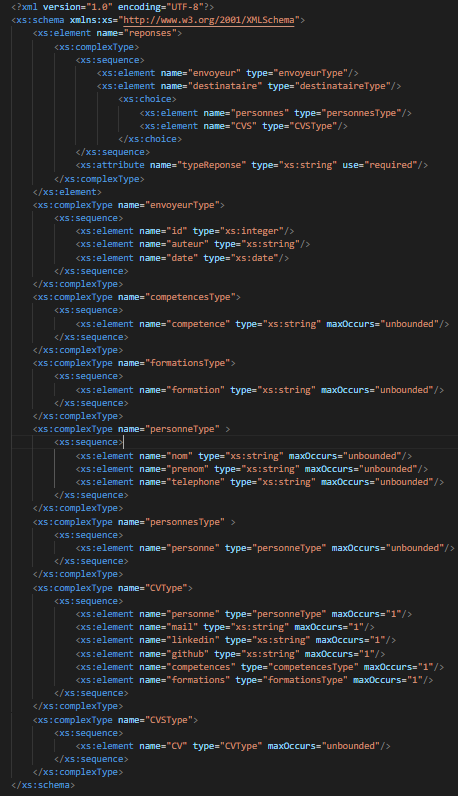 <?xml version="1.0" encoding="UTF-8"?>
<xs:schema xmlns:xs="http://www.w3.org/2001/XMLSchema">
<xs:element name="reponses">
<xs:complexType>
<xs:sequence>
<xs:element name="envoyeur" type="envoyeurType"/>
<xs:element name="destinataire" type="destinataireType"/>
<xs:choice>
<xs:element name="personnes" type="personnesType"/>
<xs:element name="CVS" type="CVSType"/>
</xs:choice>
</xs:sequence>
<xs:attribute name="typeReponse" type="xs:string" use="required"/>
</xs:complexType>
</xs:element>
<xs:complexType name="envoyeurType">
<xs:sequence>
<xs:element name="id" type="xs:integer"/>
<xs:element name="auteur" type="xs:string"/>
<xs:element name="date" type="xs:date"/>
</xs:sequence>
</xs:complexType>
<xs:complexType name="competencesType">
<xs:sequence>
<xs:element name="competence" type="xs:string" maxOccurs="unbounded"/>
</xs:sequence>
</xs:complexType>
<xs:complexType name="formationsType">
<xs:sequence>
<xs:element name="formation" type="xs:string" maxOccurs="unbounded"/>
</xs:sequence>
</xs:complexType>
<xs:complexType name="personneType" >
<xs:sequence>
<xs:element name="nom" type="xs:string" maxOccurs="unbounded"/>
<xs:element name="prenom" type="xs:string" maxOccurs="unbounded"/>
<xs:element name="telephone" type="xs:string" maxOccurs="unbounded"/>
</xs:sequence>
</xs:complexType>
<xs:complexType name="personnesType" >
<xs:sequence>
<xs:element name="personne" type="personneType" maxOccurs="unbounded"/>
</xs:sequence>
</xs:complexType>
<xs:complexType name="CVType">
<xs:sequence>
<xs:element name="personne" type="personneType" maxOccurs="1"/>
<xs:element name="mail" type="xs:string" maxOccurs="1"/>
<xs:element name="linkedin" type="xs:string" maxOccurs="1"/>
<xs:element name="github" type="xs:string" maxOccurs="1"/>
<xs:element name="competences" type="competencesType" maxOccurs="1"/>
<xs:element name="formations" type="formationsType" maxOccurs="1"/>
</xs:sequence>
</xs:complexType>
<xs:complexType name="CVSType">
<xs:sequence>
<xs:element name="CV" type="CVType" maxOccurs="unbounded"/>
</xs:sequence>
</xs:complexType>
</xs:schema>